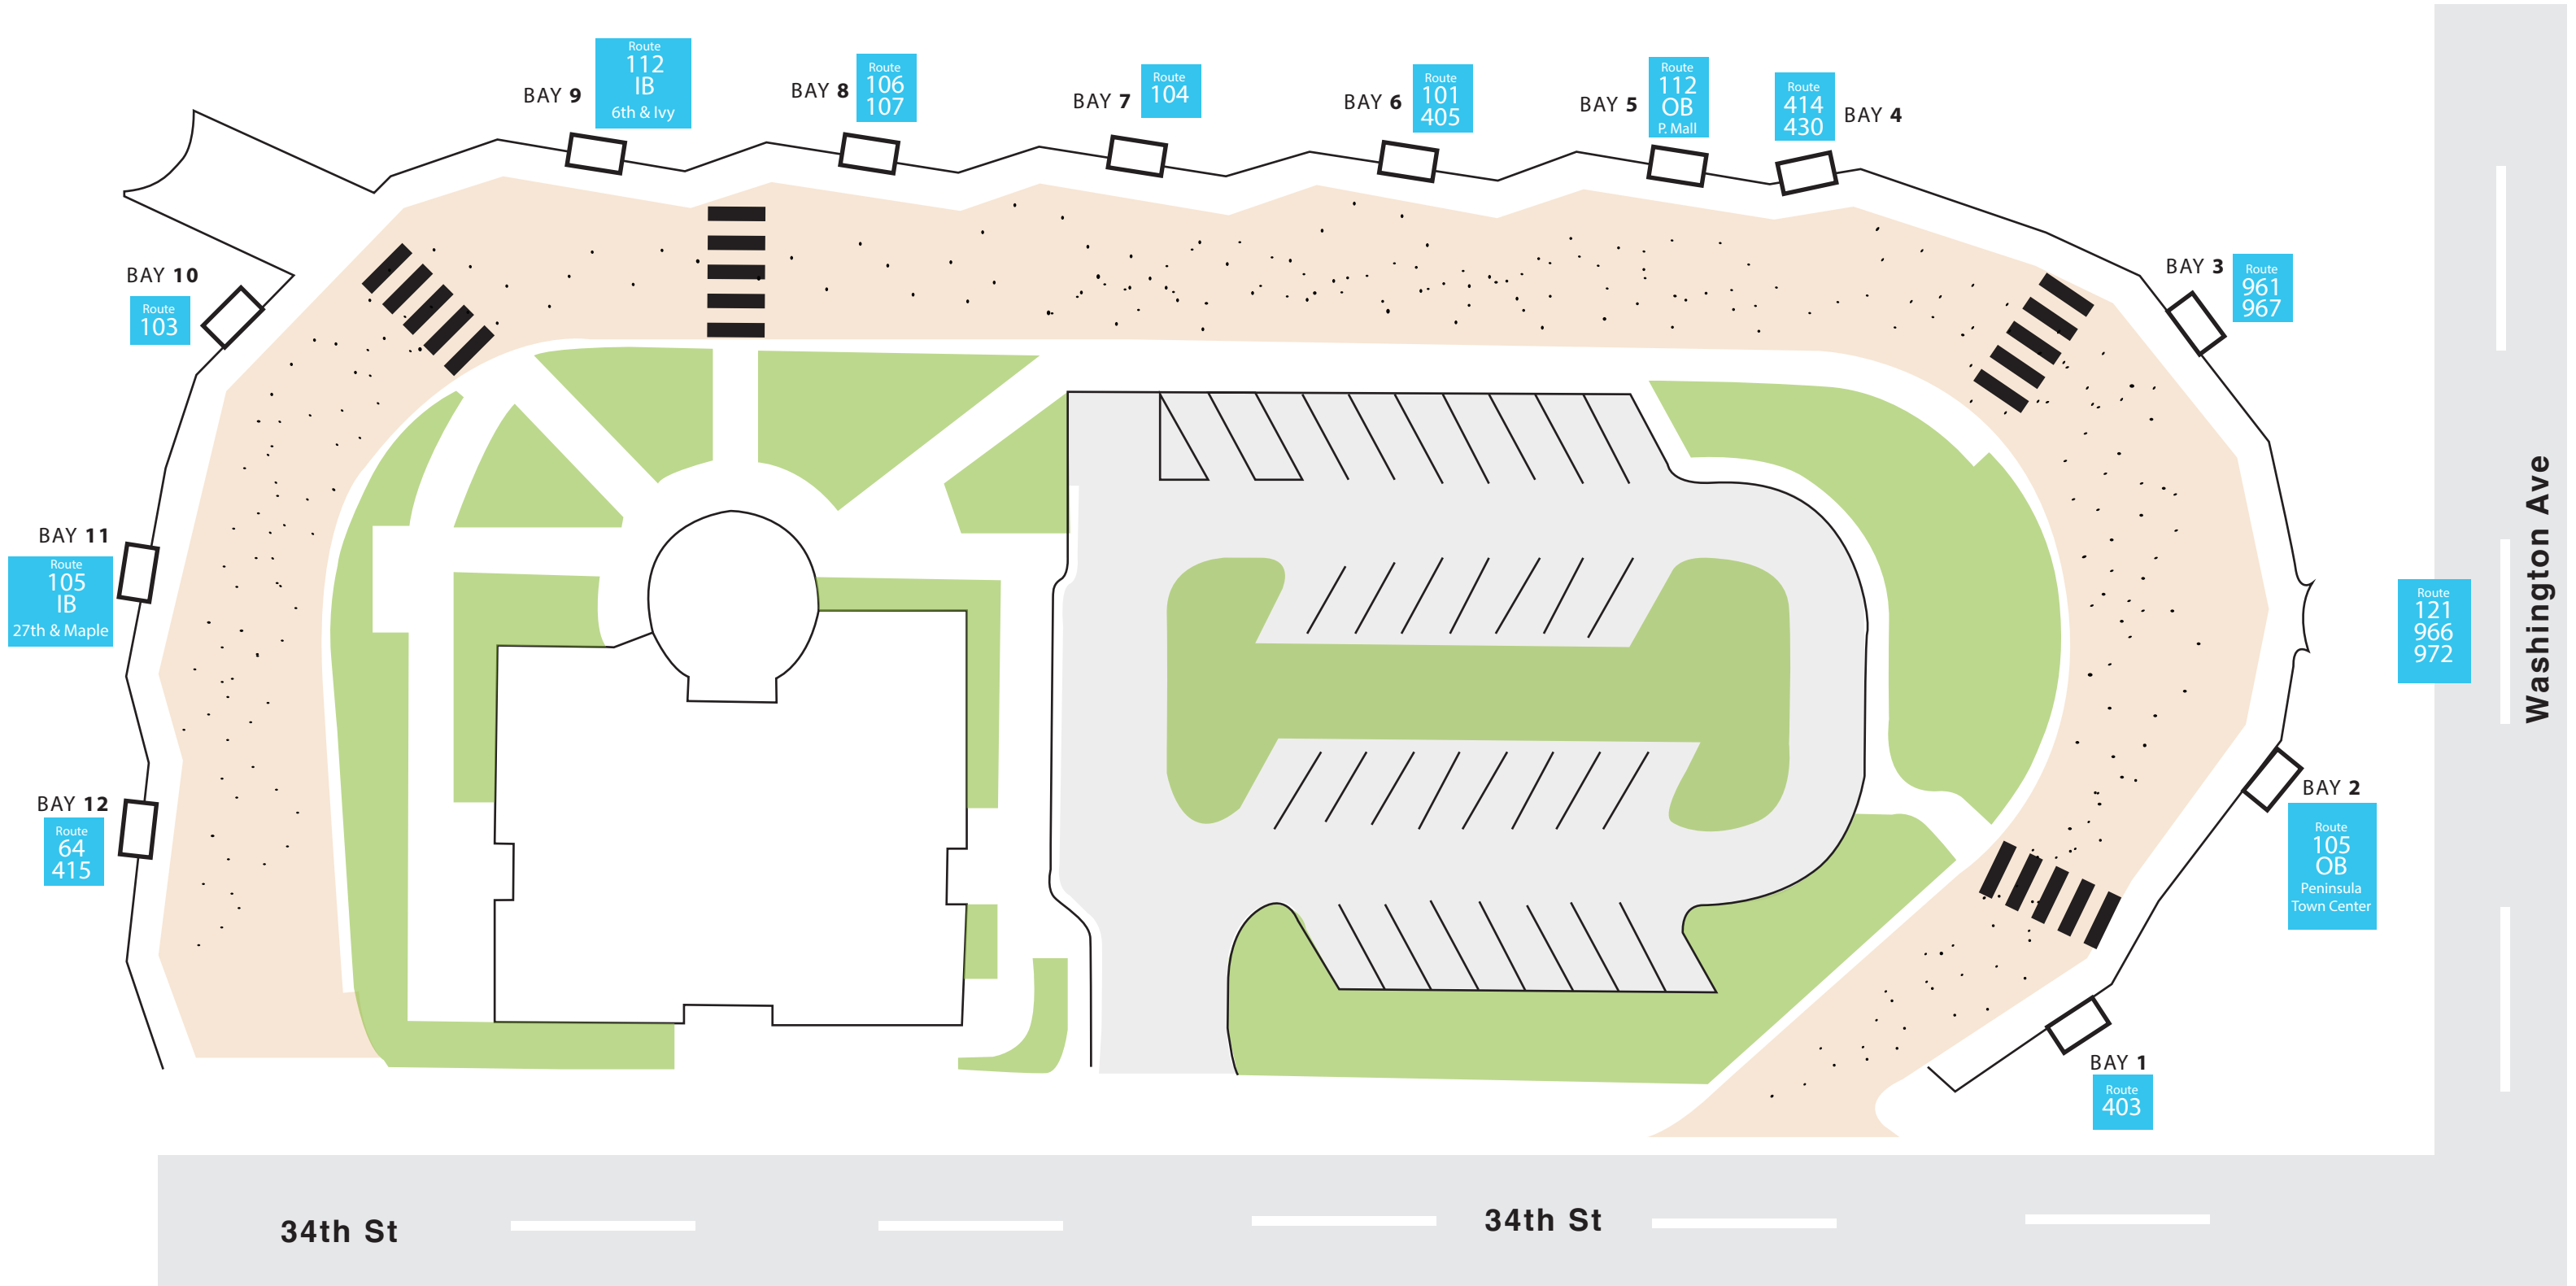 BAY 9
Route
112
IB
6th & Ivy
BAY 8
Route
106
107
BAY 7
Route
104
BAY 6
Route
101
405
BAY 5
Route
112
OB
P. Mall
Route
414
430
BAY 4
BAY 3
Route
961
967
BAY 10
Route
103
BAY 11
Route
105
IB
27th & Maple
BAY 12
Route
64
415
Route
121
966
972
Washington Ave
BAY 2
Route
105
OB
Peninsula
Town Center
BAY 1
Route
403
34th St
34th St